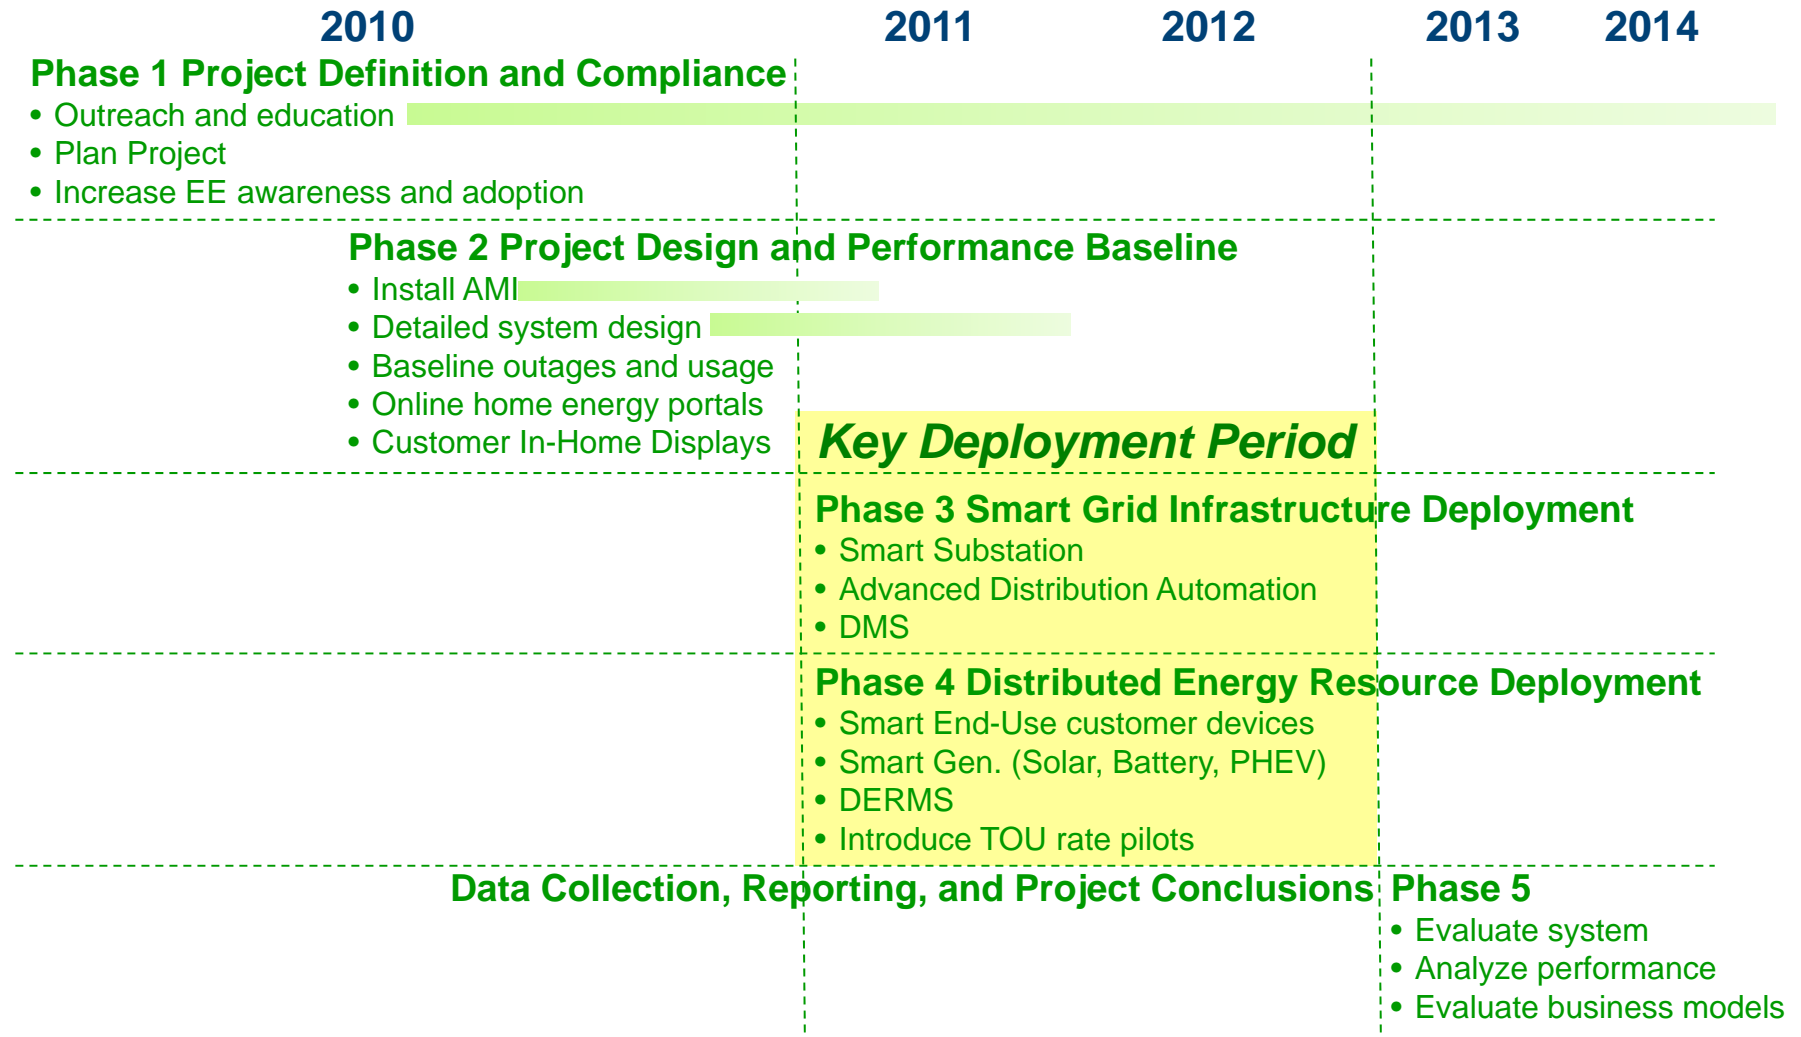 2010 2011 2012 2013 2014
Phase 1 Project Definition and Compliance
• Outreach and education
• Plan Project
• Increase EE awareness and adoption
Phase 2 Project Design and Performance Baseline
• Install AMI
• Detailed system design
• Baseline outages and usage
• Online home energy portals
• Customer In-Home Displays
Key Deployment Period
Phase 3 Smart Grid Infrastructure Deployment
• Smart Substation
• Advanced Distribution Automation
• DMS
Phase 4 Distributed Energy Resource Deployment
• Smart End-Use customer devices
• Smart Gen. (Solar, Battery, PHEV)
• DERMS
• Introduce TOU rate pilots
Data Collection, Reporting, and Project Conclusions Phase 5
• Evaluate system
• Analyze performance
• Evaluate business models